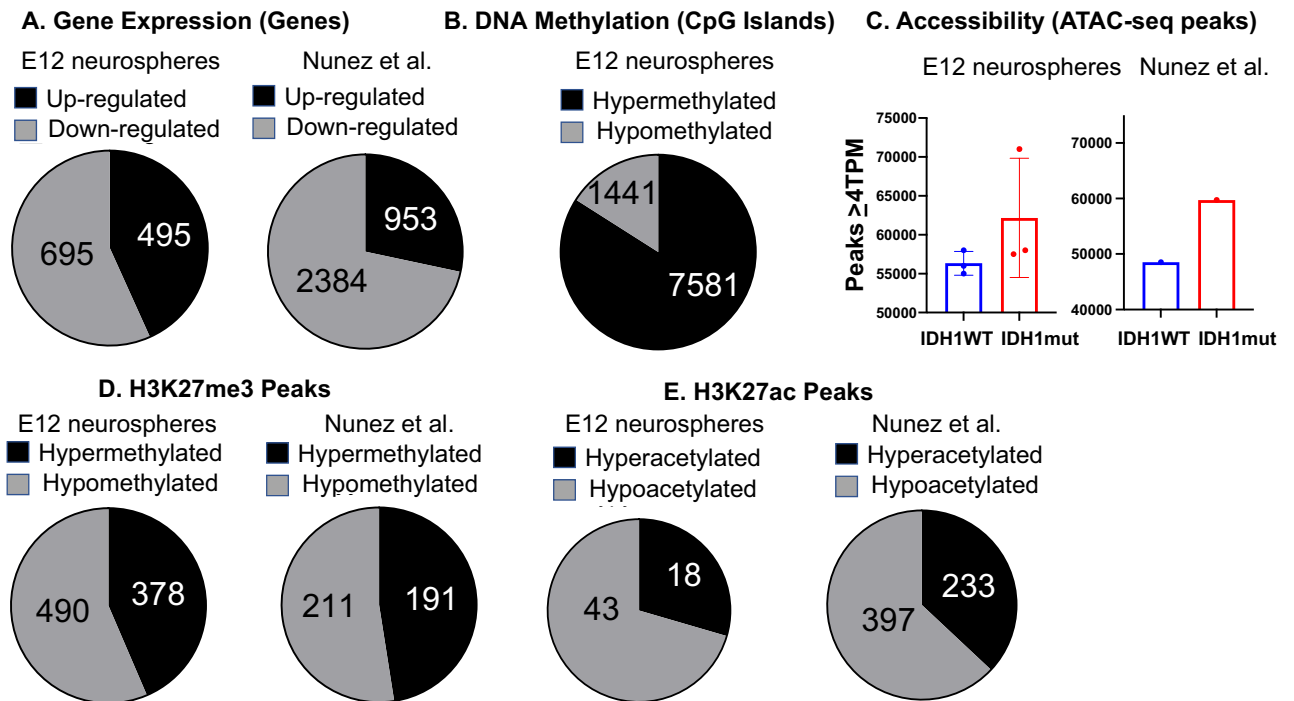 A. Gene Expression (Genes)
E12 neurospheres
Up-regulated
Down-regulated
695
495
Nunez et al.
Up-regulated
Down-regulated
953
2384
B. DNA Methylation (CpG Islands)
E12 neurospheres
Hypermethylated
Hypomethylated
1441
7581
C. Accessibility (ATAC-seq peaks)
E12 neurospheres
Peaks ≥4TPM
75000
70000
65000
60000
55000
50000
IDH1WT IDH1mut
Nunez et al.
70000
60000
50000
40000
IDH1WT IDH1mut
D. H3K27me3 Peaks
E12 neurospheres
Hypermethylated
Hypomethylated
490
378
Nunez et al.
Hypermethylated
Hypomethylated
211
191
E. H3K27ac Peaks
E12 neurospheres
Hyperacetylated
Hypoacetylated
18
43
Nunez et al.
Hyperacetylated
Hypoacetylated
233
397